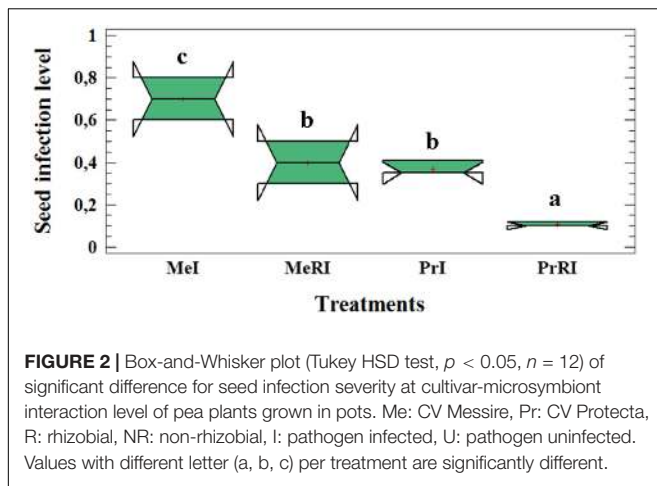 Seed infection level
1
0,8
0,6
0,4
0,2
0
c
b
b
a
MeI
MeRI
PrI
PrRI
Treatments
FIGURE 2 | Box-and-Whisker plot (Tukey HSD test, p < 0.05, n = 12) of
significant difference for seed infection severity at cultivar-microsymbiont
interaction level of pea plants grown in pots. Me: CV Messire, Pr: CV Protecta,
R: rhizobial, NR: non-rhizobial, I: pathogen infected, U: pathogen uninfected.
Values with different letter (a, b, c) per treatment are significantly different.